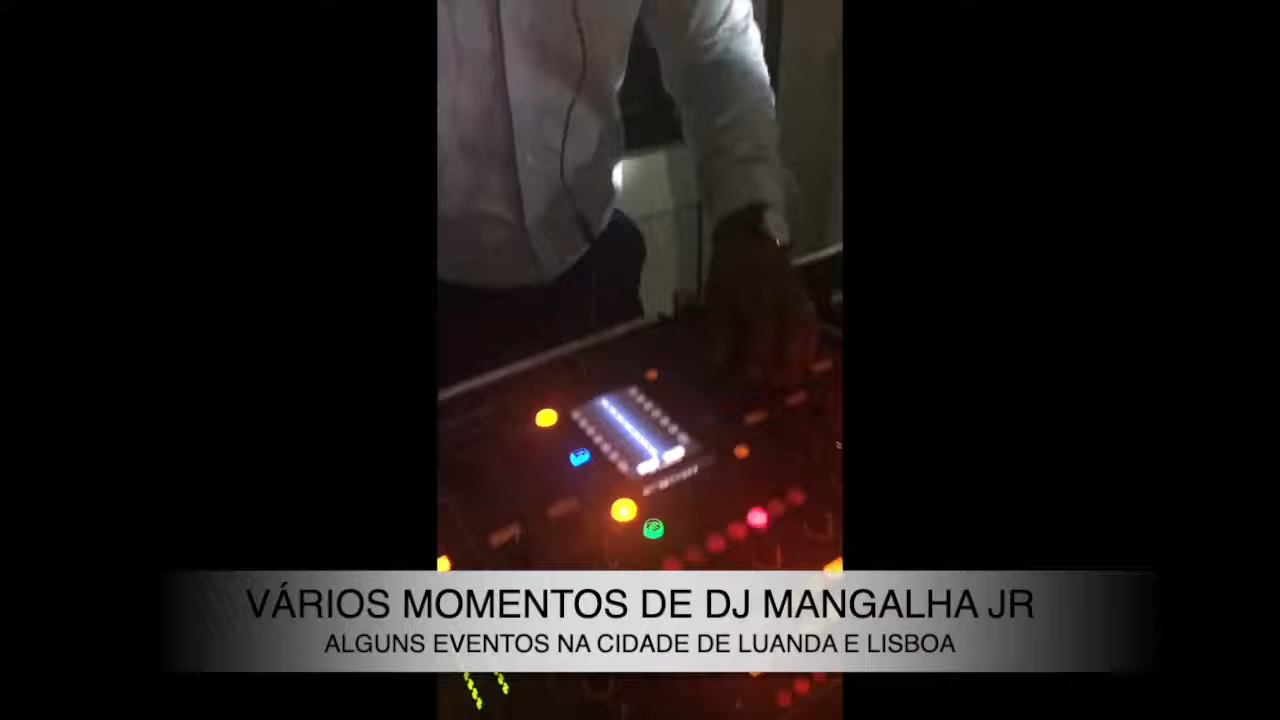 VÁRIOS MOMENTOS DE DJ MANGALHA JR
ALGUNS EVENTOS NA CIDADE DE LUANDA E LISBOA